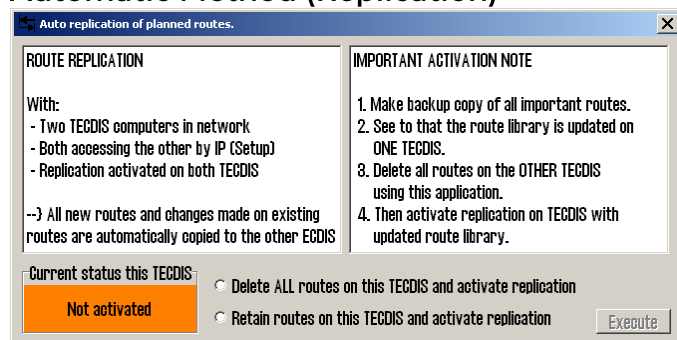 Automatic Method (Replication)
Auto replication of planned routes.
ROUTE REPLICATION
With:
- Two TECDIS computers in network
- Both accessing the other by IP (Setup)
- Replication activated on both TECDIS
--} All new routes and changes made on existing
routes are automatically copied to the other ECDIS
IMPORTANT ACTIVATION NOTE
1. Make backup copy of all important routes.
2. See to that the route library is updated on
ONE TECDIS.
3. Delete all routes on the OTHER TECDIS
using this application.
4. Then activate replication on TECDIS with
updated route library.
Current status this TECDIS
Not activated
Delete ALL routes on this TECDIS and activate replication
Retain routes on this TECDIS and activate replication
Execute